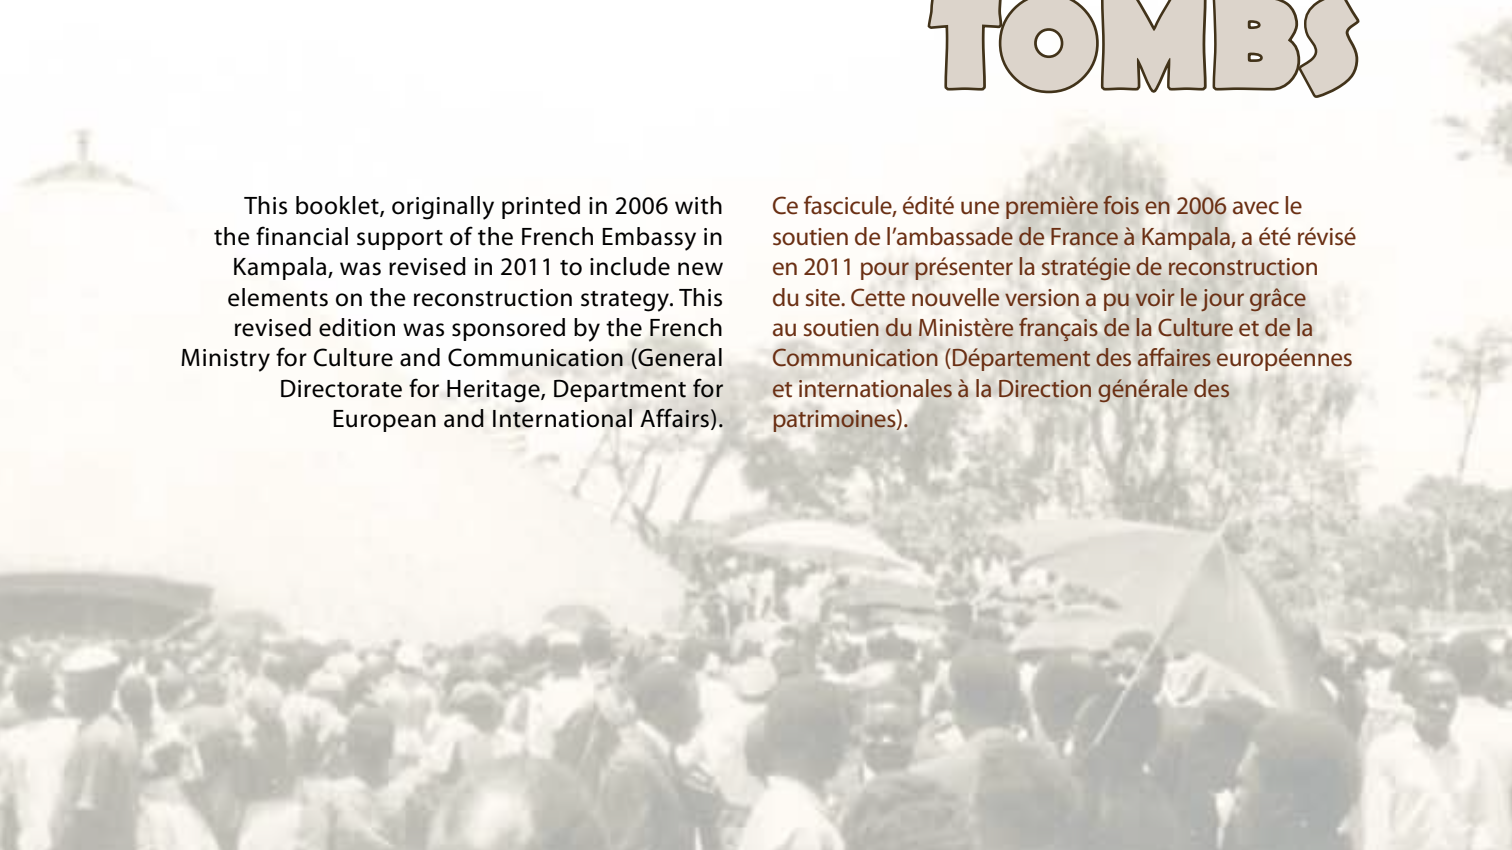 TOMBS
This booklet, originally printed in 2006 with
the financial support of the French Embassy in
Kampala, was revised in 2011 to include new
elements on the reconstruction strategy. This
revised edition was sponsored by the French
Ministry for Culture and Communication (General
Directorate for Heritage, Department for
European and International Affairs).
Ce fascicule, édité une première fois en 2006 avec le
soutien de l’ambassade de France à Kampala, a été révisé
en 2011 pour présenter la stratégie de reconstruction
du site. Cette nouvelle version a pu voir le jour grâce
au soutien du Ministère français de la Culture et de la
Communication (Département des affaires européennes
et internationales à la Direction générale des
patrimoines).